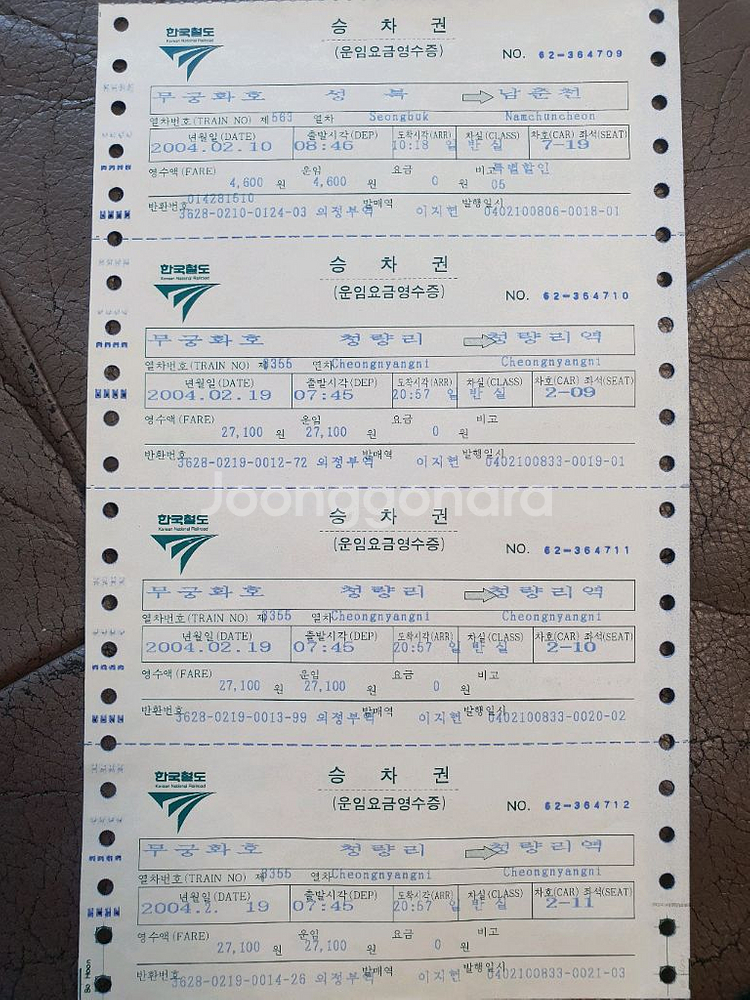 한국철도
Korean National Railroad
승 차 권
(운임요금영수증)
NO. 62-364709
무궁화호 성 북 남춘천
열차번호(TRAIN NO) 제563 열차 Seongbuk Namchuncheon
년월일(DATE) 출발시각(DEP) 도착시각(ARR) 차실(CLASS) 차호(CAR) 좌석(SEAT)
2004.02.10 08:46 10:18 일반실 7-19
영수액(FARE) 운임 요금 비고 특별할인
4,600 원 4,600 원 0 원 05
014281510
반환번호 3628-0210-0124-03 의정부역 발매역 이지현 발행일시 0402100806-0018-01
한국철도
Korean National Railroad
승 차 권
(운임요금영수증)
NO. 62-364710
무궁화호 청량리 청량리역
열차번호(TRAIN NO) 제8355 열차 Cheongnyangni Cheongnyangni
년월일(DATE) 출발시각(DEP) 도착시각(ARR) 차실(CLASS) 차호(CAR) 좌석(SEAT)
2004.02.19 07:45 20:57 일반실 2-09
영수액(FARE) 운임 요금 비고
27,100 원 27,100 원 0 원
반환번호 3628-0219-0012-72 의정부역 발매역 이지현 발행일시 0402100833-0019-01
Joonggonara
한국철도
Korean National Railroad
승 차 권
(운임요금영수증)
NO. 62-364711
무궁화호 청량리 청량리역
열차번호(TRAIN NO) 제8355 열차 Cheongnyangni Cheongnyangni
년월일(DATE) 출발시각(DEP) 도착시각(ARR) 차실(CLASS) 차호(CAR) 좌석(SEAT)
2004.02.19 07:45 20:57 일반실 2-10
영수액(FARE) 운임 요금 비고
27,100 원 27,100 원 0 원
반환번호 3628-0219-0013-99 의정부역 발매역 이지현 발행일시 0402100833-0020-02
한국철도
Korean National Railroad
승 차 권
(운임요금영수증)
NO. 62-364712
무궁화호 청량리 청량리역
열차번호(TRAIN NO) 제8355 열차 Cheongnyangni Cheongnyangni
년월일(DATE) 출발시각(DEP) 도착시각(ARR) 차실(CLASS) 차호(CAR) 좌석(SEAT)
2004.2. 19 07:45 20:57 일반실 2-11
영수액(FARE) 운임 요금 비고
27,100 원 27,100 원 0 원
반환번호 3628-0219-0014-26 의정부역 발매역 이지현 발행일시 0402100833-0021-03